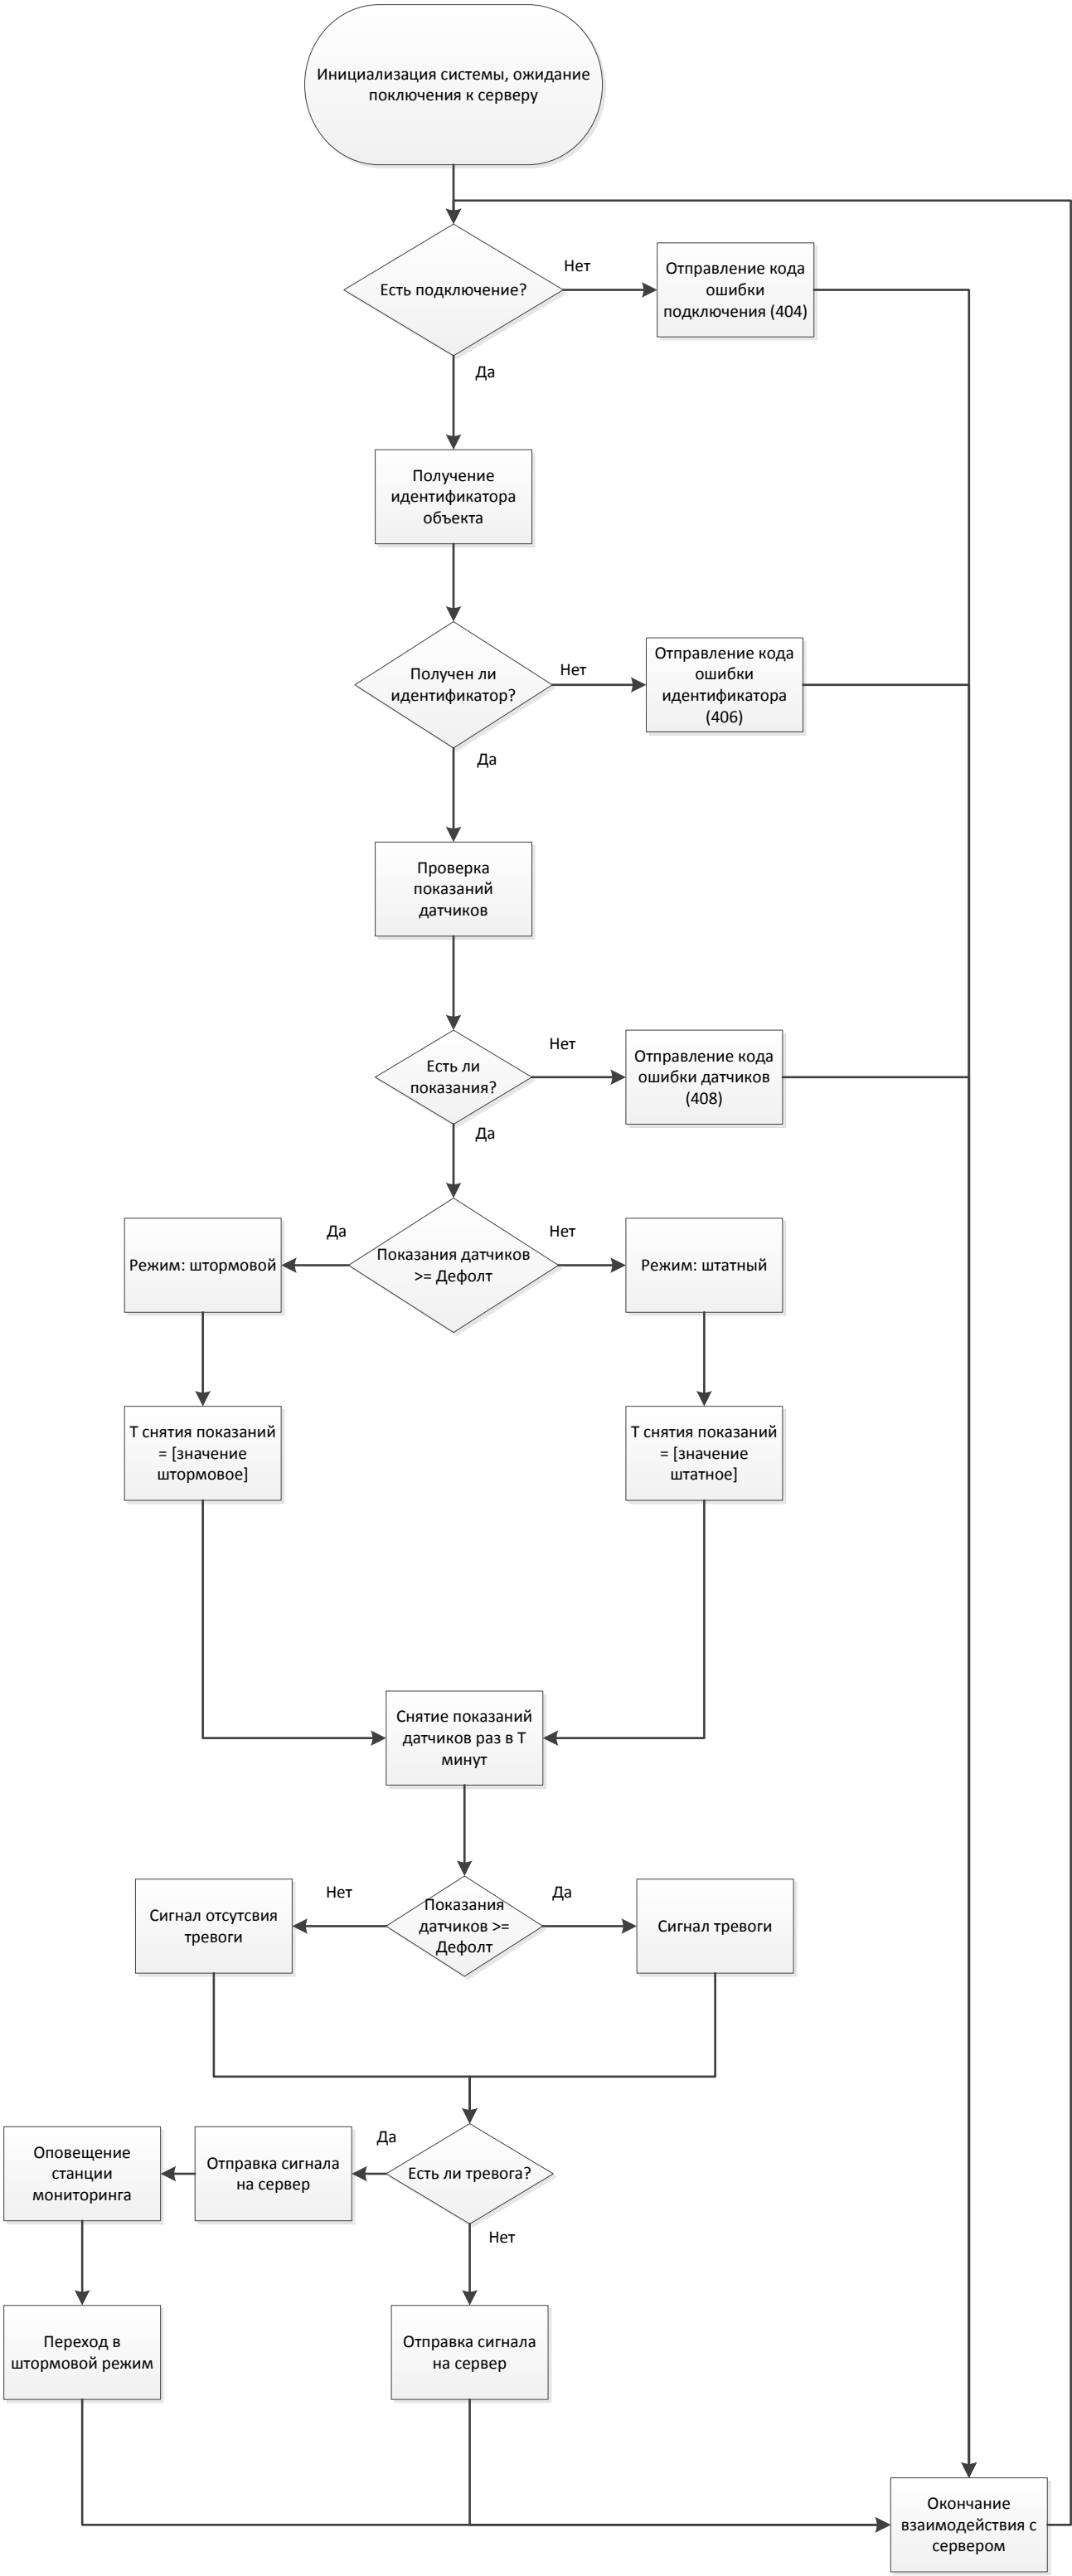 Инициализация системы, ожидание
поключения к серверу
Есть подключение?
Нет
Отправление кода
ошибки
подключения (404)
Да
Получение
идентификатора
объекта
Получен ли
идентификатор?
Нет
Отправление кода
ошибки
идентификатора
(406)
Да
Проверка
показаний
датчиков
Есть ли
показания?
Нет
Отправление кода
ошибки датчиков
(408)
Да
Показания датчиков
>= Дефолт
Да
Нет
Режим: штормовой
Режим: штатный
Т снятия показаний
= [значение
штормовое]
Т снятия показаний
= [значение
штатное]
Снятие показаний
датчиков раз в Т
минут
Показания
датчиков >=
Дефолт
Нет
Да
Сигнал отсутсвия
тревоги
Сигнал тревоги
Есть ли тревога?
Да
Отправка сигнала
на сервер
Оповещение
станции
мониторинга
Нет
Переход в
штормовой режим
Отправка сигнала
на сервер
Окончание
взаимодействия с
сервером